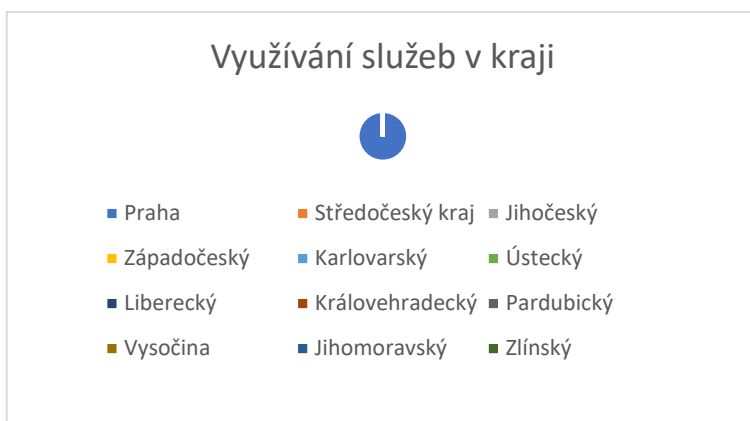 Využívání služeb v kraji
Praha Středočeský kraj Jihočeský
Západočeský Karlovarský Ústecký
Liberecký Královehradecký Pardubický
Vysočina Jihomoravský Zlínský